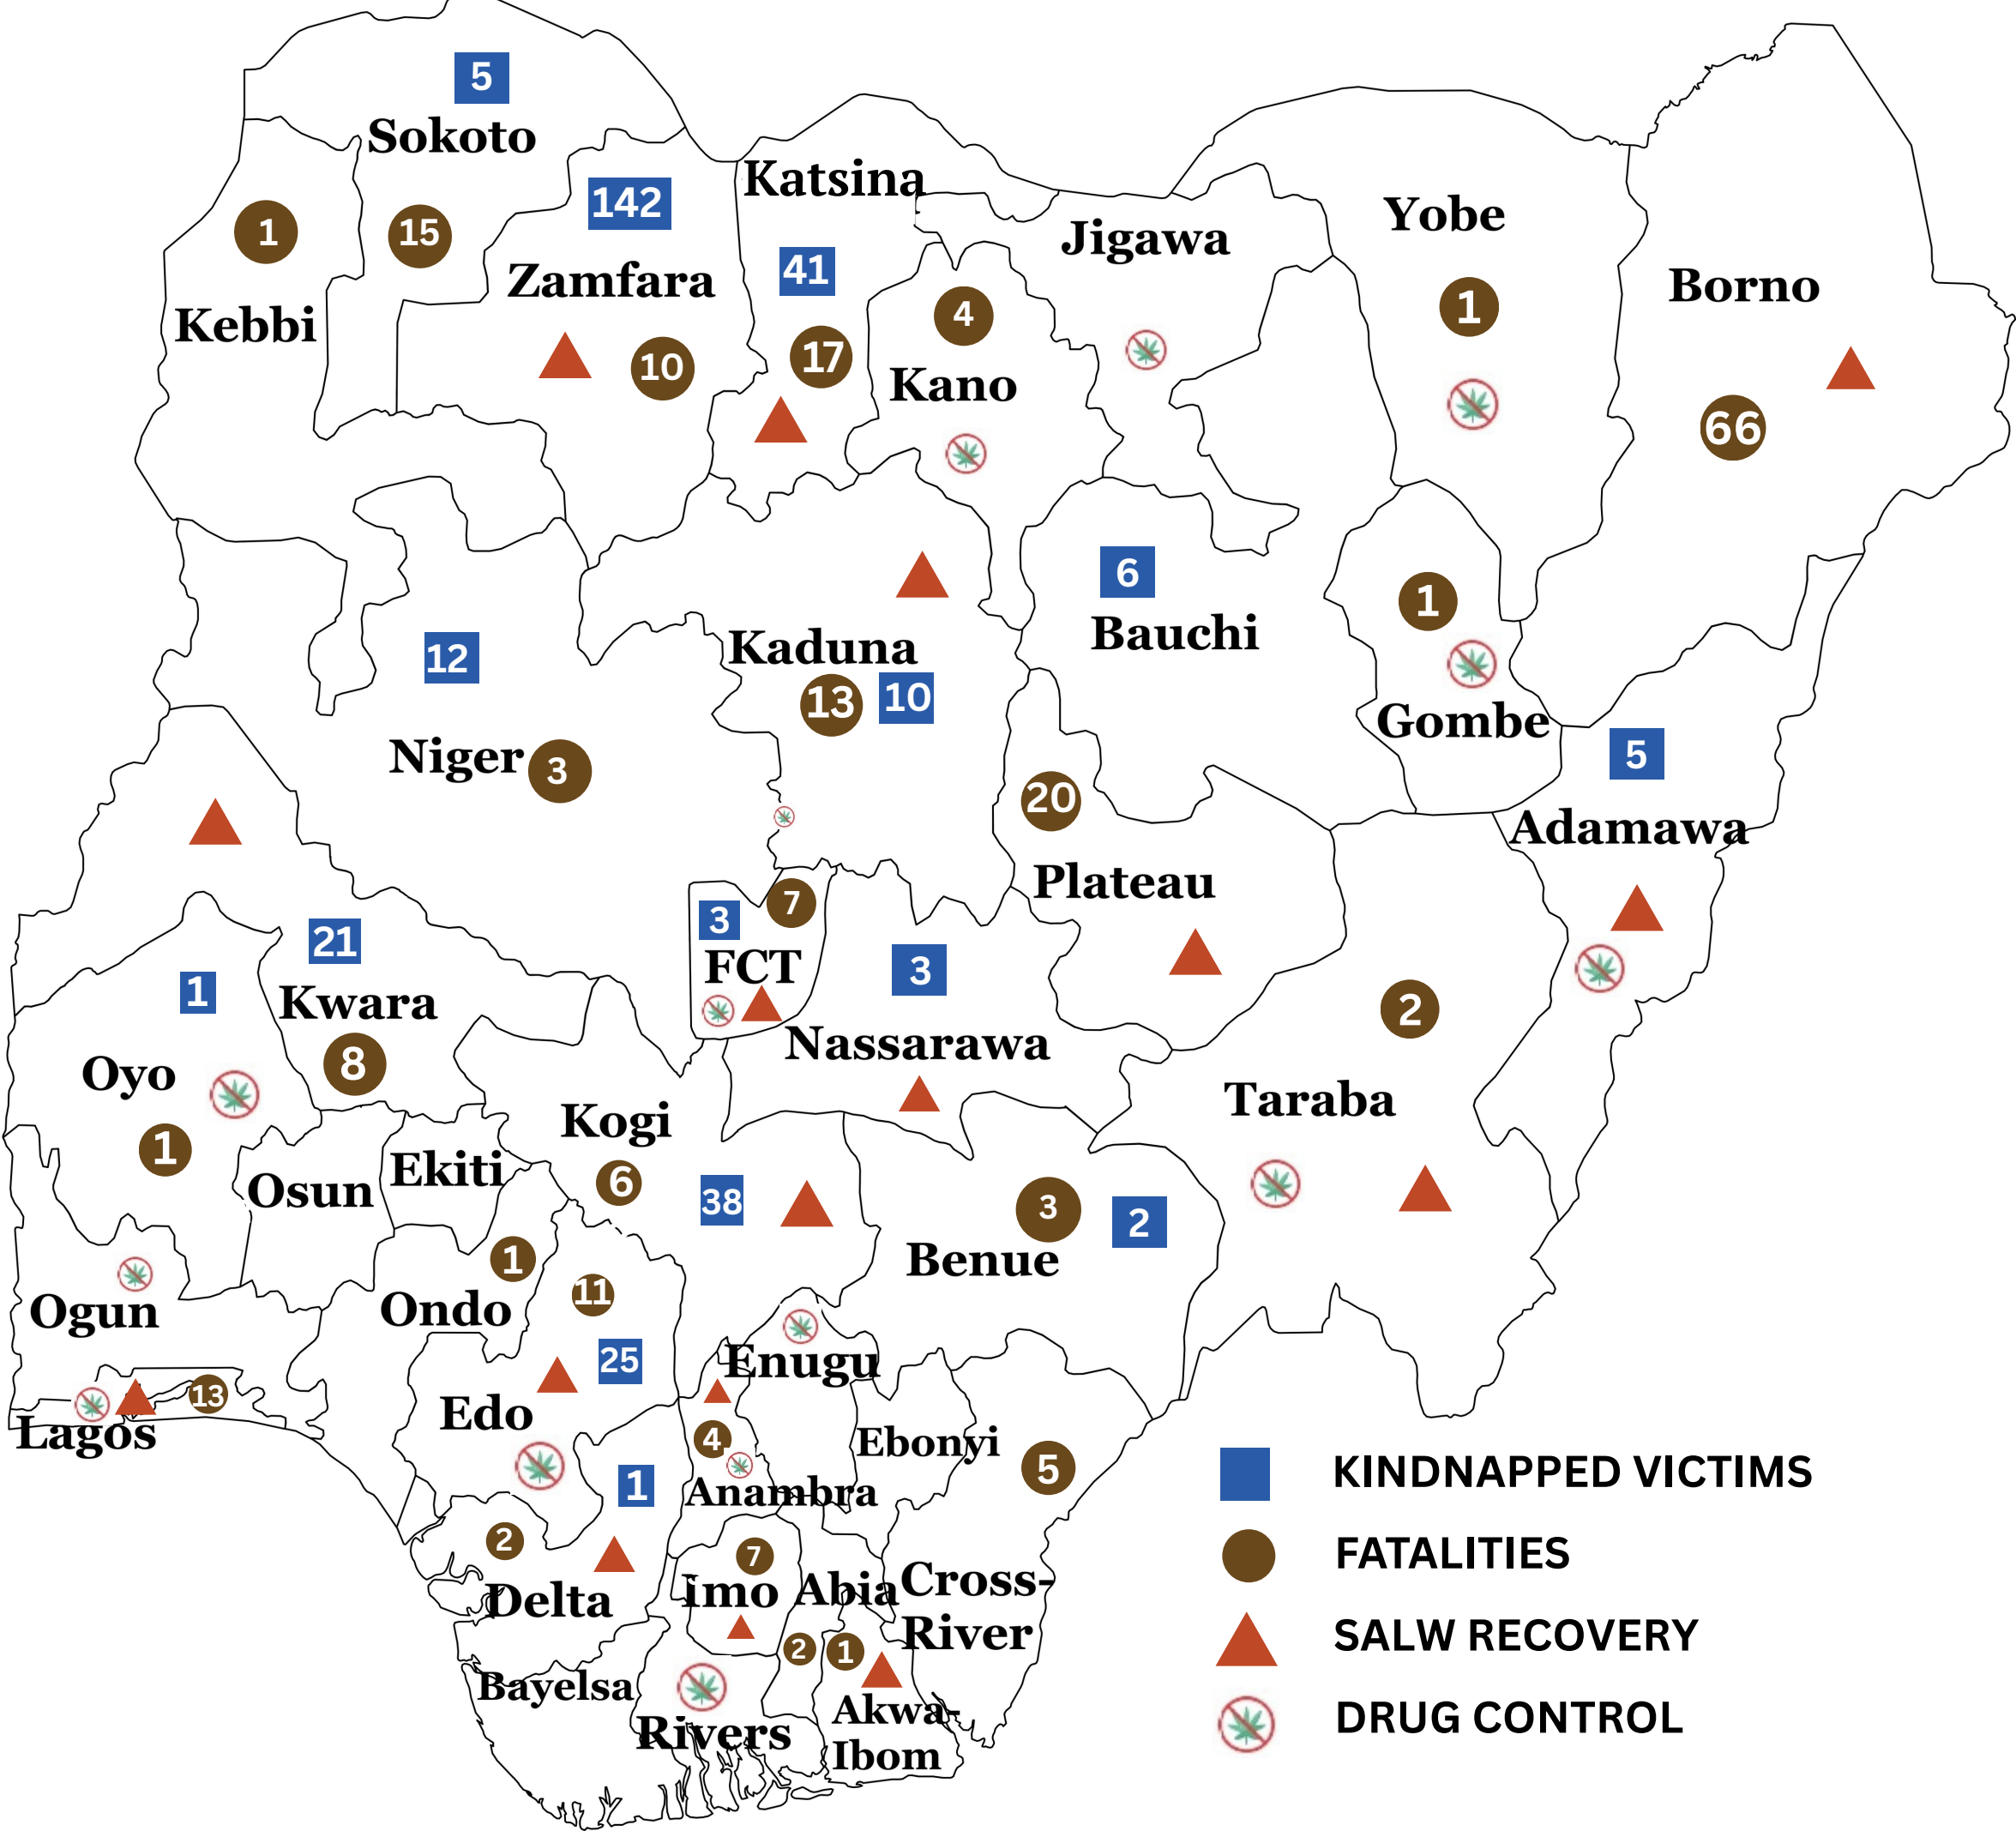 5
Sokoto
142
Katsina
1
15
Yobe
Jigawa
41
Zamfara
Borno
4
1
Kebbi
17
10
Kano
66
6
1
Bauchi
12
Kaduna
13
10
Gombe
Niger
3
5
20
Adamawa
7
Plateau
3
21
FCT
3
1
Kwara
2
Nassarawa
8
Oyo
Taraba
Kogi
1
Ekiti
6
Osun
38
3
2
1
Benue
11
Ogun
Ondo
25
Enugu
13
Edo
4
Lagos
Ebonyi
5
KINDNAPPED VICTIMS
1
Anambra
2
7
FATALITIES
Delta
Imo
Abia
Cross-
River
2
1
SALW RECOVERY
Bayelsa
Akwa-
Ibom
Rivers
DRUG CONTROL